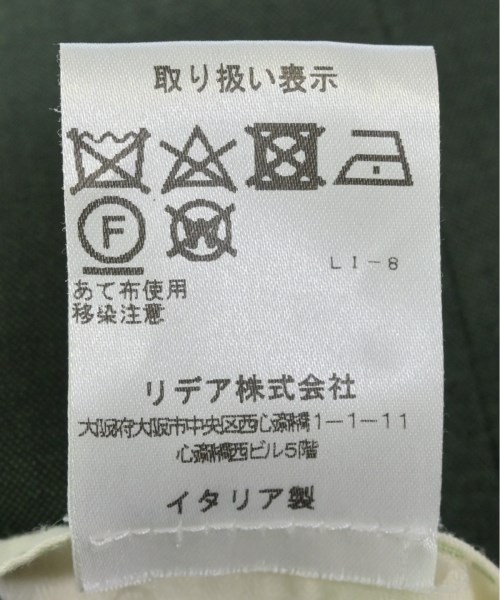 取り扱い表示
F
W
LI-8
あて布使用
移染注意
リデア株式会社
大阪府大阪市中央区西心斎橋1-1-11
心斎橋西ビル5階
イタリア製